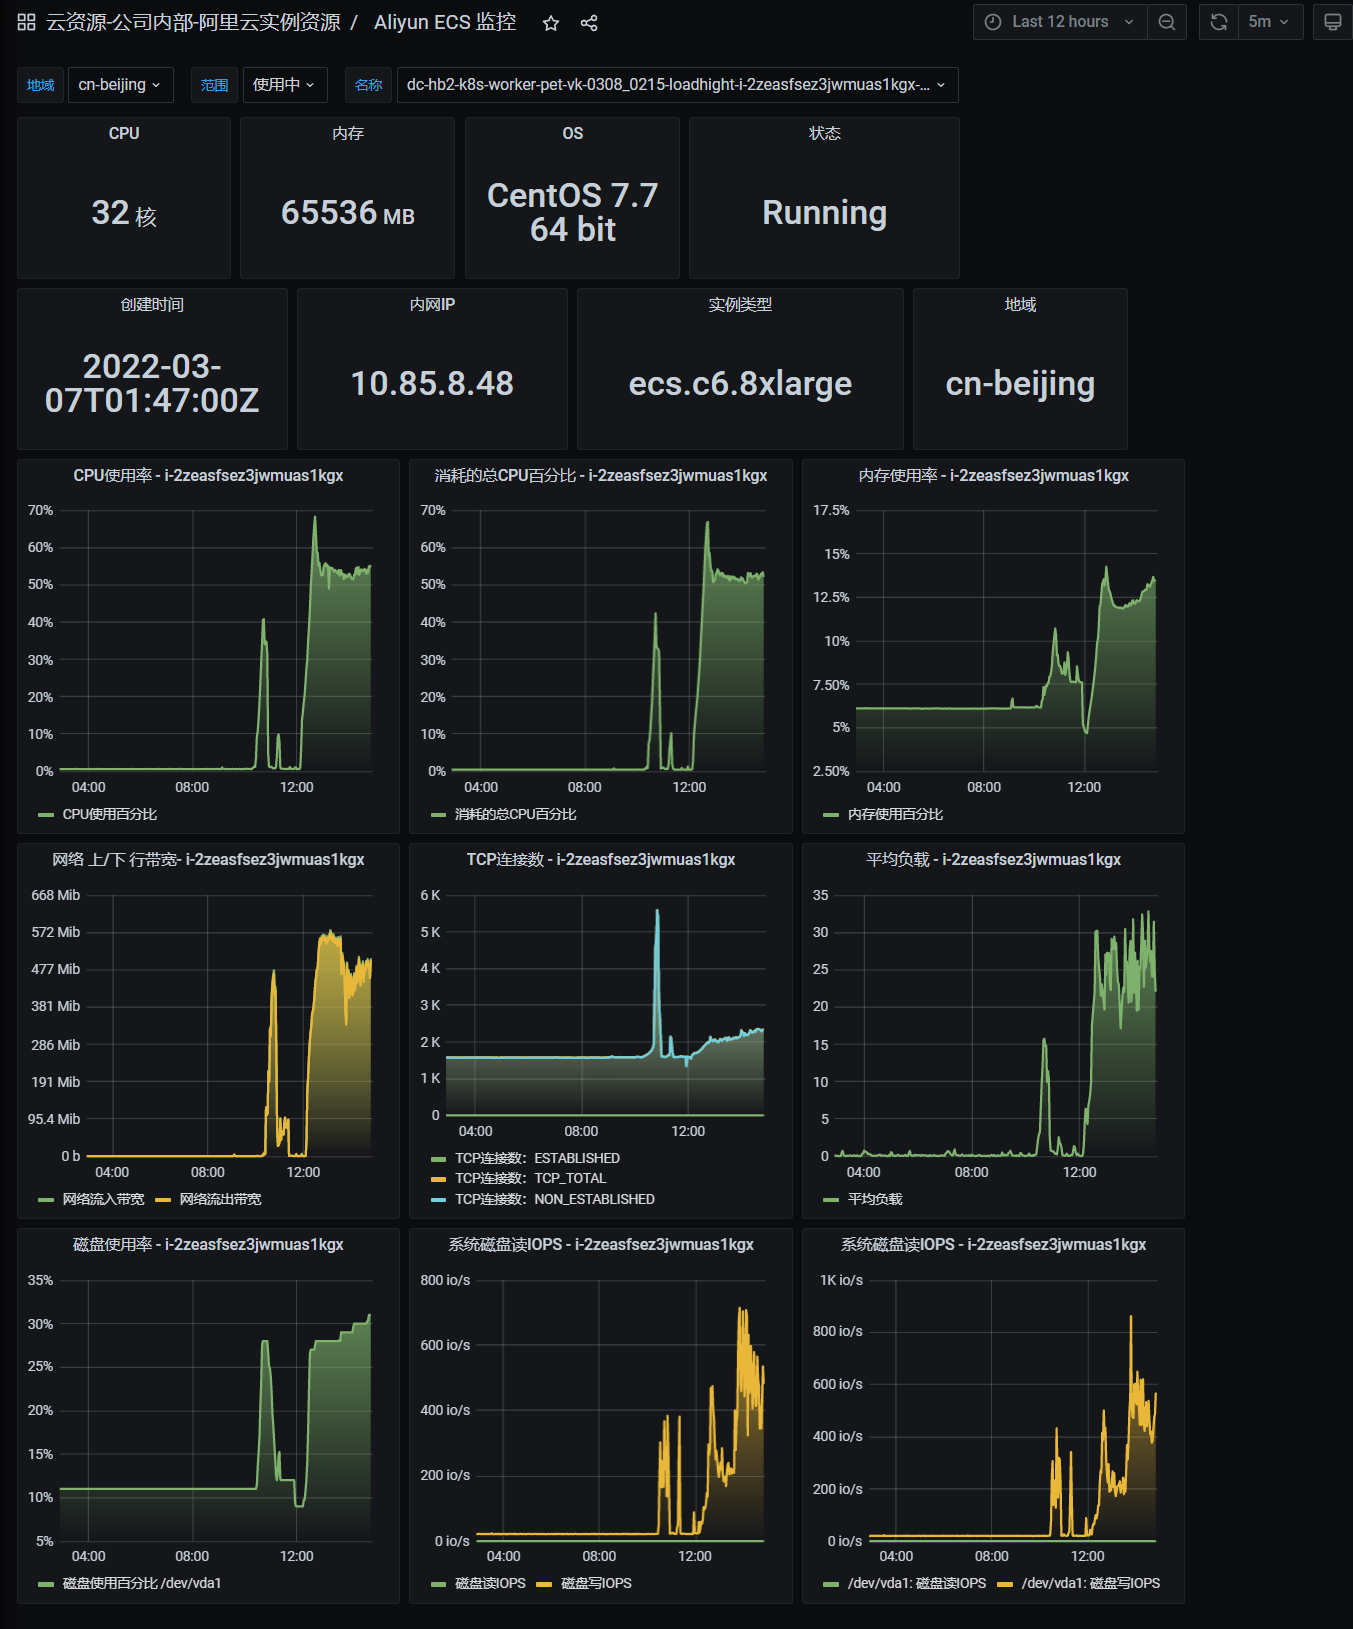 云资源-公司内部-阿里云实例资源 / Aliyun ECS 监控
Last 12 hours
5m
地域 cn-beijing 范围 使用中 名称 dc-hb2-k8s-worker-pet-vk-0308_0215-loadhight-i-2zeasfsez3jwmuas1kgx-...
CPU
32 核
内存
65536 MB
OS
CentOS 7.7
64 bit
状态
Running
创建时间
2022-03-
07T01:47:00Z
内网IP
10.85.8.48
实例类型
ecs.c6.8xlarge
地域
cn-beijing
CPU使用率 - i-2zeasfsez3jwmuas1kgx
70%
60%
50%
40%
30%
20%
10%
0%
04:00 08:00 12:00
CPU使用百分比
消耗的总CPU百分比 - i-2zeasfsez3jwmuas1kgx
70%
60%
50%
40%
30%
20%
10%
0%
04:00 08:00 12:00
消耗的总CPU百分比
内存使用率 - i-2zeasfsez3jwmuas1kgx
17.5%
15%
12.5%
10%
7.50%
5%
2.50%
04:00 08:00 12:00
内存使用百分比
网络 上/下 行带宽- i-2zeasfsez3jwmuas1kgx
668 Mib
572 Mib
477 Mib
381 Mib
286 Mib
191 Mib
95.4 Mib
0 b
04:00 08:00 12:00
网络流入带宽 网络流出带宽
TCP连接数 - i-2zeasfsez3jwmuas1kgx
6 K
5 K
4 K
3 K
2 K
1 K
0
04:00 08:00 12:00
TCP连接数：ESTABLISHED
TCP连接数：TCP_TOTAL
TCP连接数：NON_ESTABLISHED
平均负载 - i-2zeasfsez3jwmuas1kgx
35
30
25
20
15
10
5
0
04:00 08:00 12:00
平均负载
磁盘使用率 - i-2zeasfsez3jwmuas1kgx
35%
30%
25%
20%
15%
10%
5%
04:00 08:00 12:00
磁盘使用百分比 /dev/vda1
系统磁盘读IOPS - i-2zeasfsez3jwmuas1kgx
800 io/s
600 io/s
400 io/s
200 io/s
0 io/s
04:00 08:00 12:00
磁盘读IOPS 磁盘写IOPS
系统磁盘读IOPS - i-2zeasfsez3jwmuas1kgx
1K io/s
800 io/s
600 io/s
400 io/s
200 io/s
0 io/s
04:00 08:00 12:00
/dev/vda1: 磁盘读IOPS /dev/vda1: 磁盘写IOPS